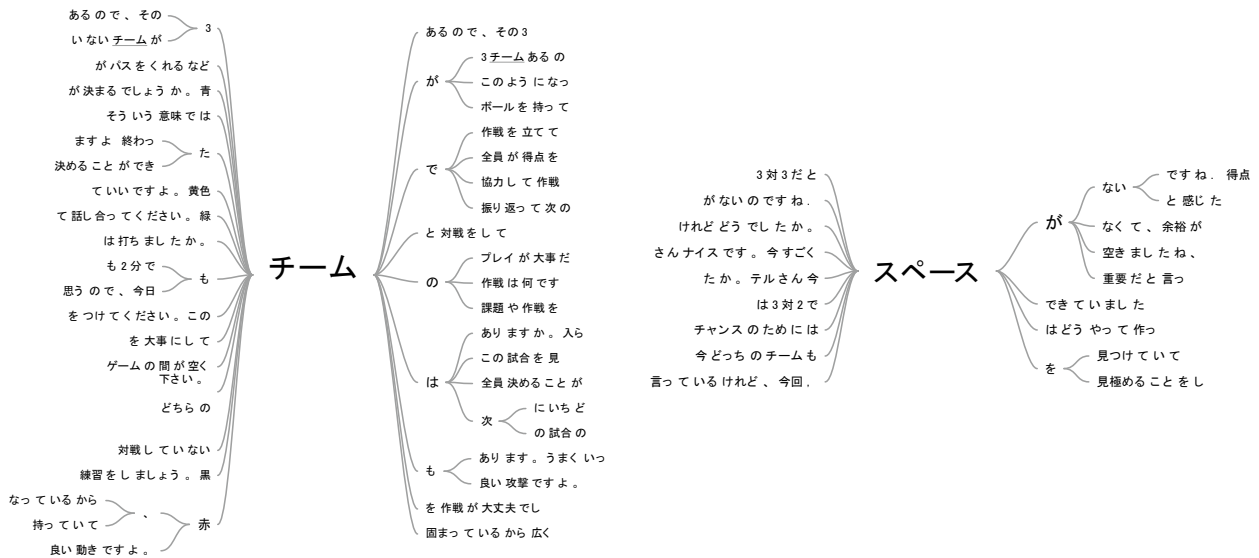 あるので、その
3
いないチームが
がパスをくれるなど
が決まるでしょうか。青
そういう意味では
ますよ 終わっ
た
決めることができ
ていいですよ。黄色
て話し合ってください。緑
は打ちましたか。
も2分で
も
思うので、今日
をつけてください。この
を大事にして
ゲームの間が空く
下さい。
どちらの
対戦していない
練習をしましょう。黒
なっているから
、
持っていて
赤
良い動きですよ。
チーム
あるので、その3
が
3チームあるの
このようになっ
ボールを持って
で
作戦を立てて
全員が得点を
協力して作戦
振り返って次の
と対戦をして
の
プレイが大事だ
作戦は何です
課題や作戦を
は
ありますか。入ら
この試合を見
全員決めることが
次
にいちど
の試合の
も
あります。うまくいっ
良い攻撃ですよ。
を作戦が大丈夫でし
固まっているから広く
3対3だと
がないのですね.
けれどどうでしたか。
さんナイスです。今すごく
たか。テルさん今
は3対2で
チャンスのためには
今どっちのチームも
言っているけれど、今回.
スペース
が
ない
ですね. 得点
と感じた
なくて、余裕が
空きましたね、
重要だと言っ
できていました
はどうやって作っ
を
見つけていて
見極めることをし